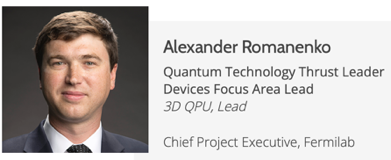 Alexander Romanenko
Quantum Technology Thrust Leader
Devices Focus Area Lead
3D QPU, Lead
Chief Project Executive, Fermilab